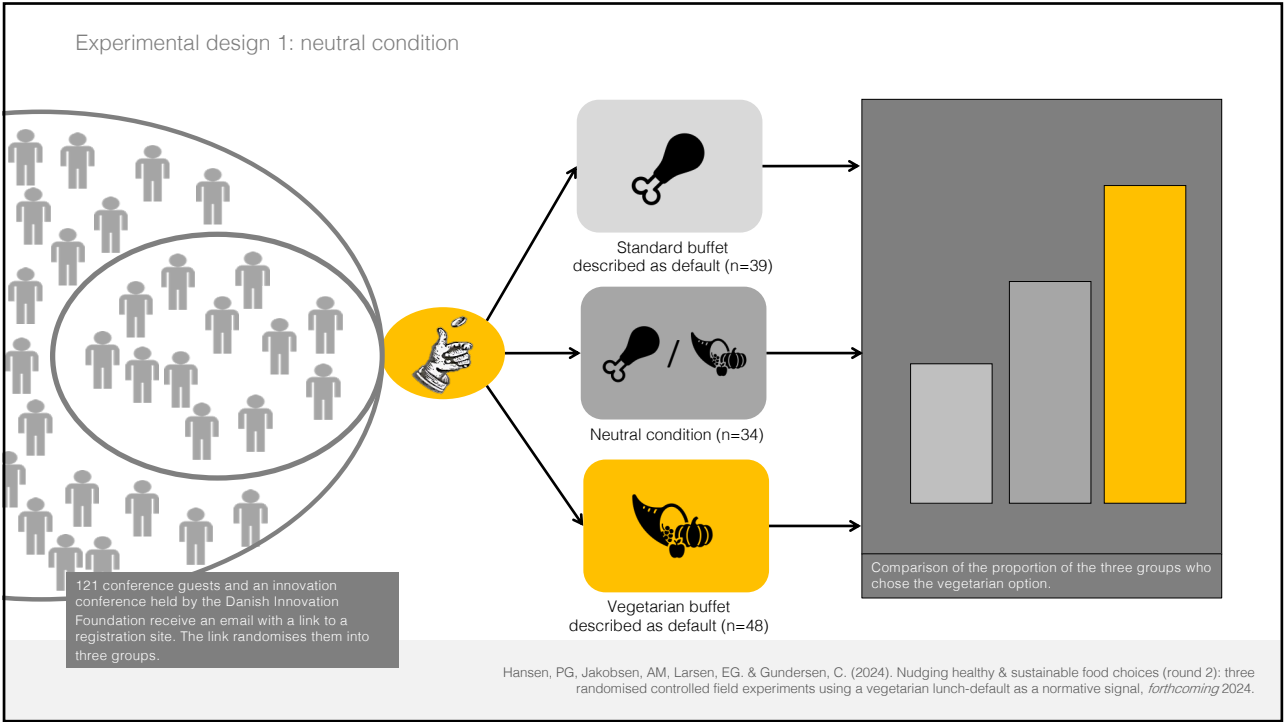 Experimental design 1: neutral condition
Standard buffet
described as default (n=39)
/
Neutral condition (n=34)
Vegetarian buffet
described as default (n=48)
121 conference guests and an innovation
conference held by the Danish Innovation
Foundation receive an email with a link to a
registration site. The link randomises them into
three groups.
Comparison of the proportion of the three groups who
chose the vegetarian option.
Hansen, PG, Jakobsen, AM, Larsen, EG. & Gundersen, C. (2024). Nudging healthy & sustainable food choices (round 2): three
randomised controlled field experiments using a vegetarian lunch-default as a normative signal, forthcoming 2024.